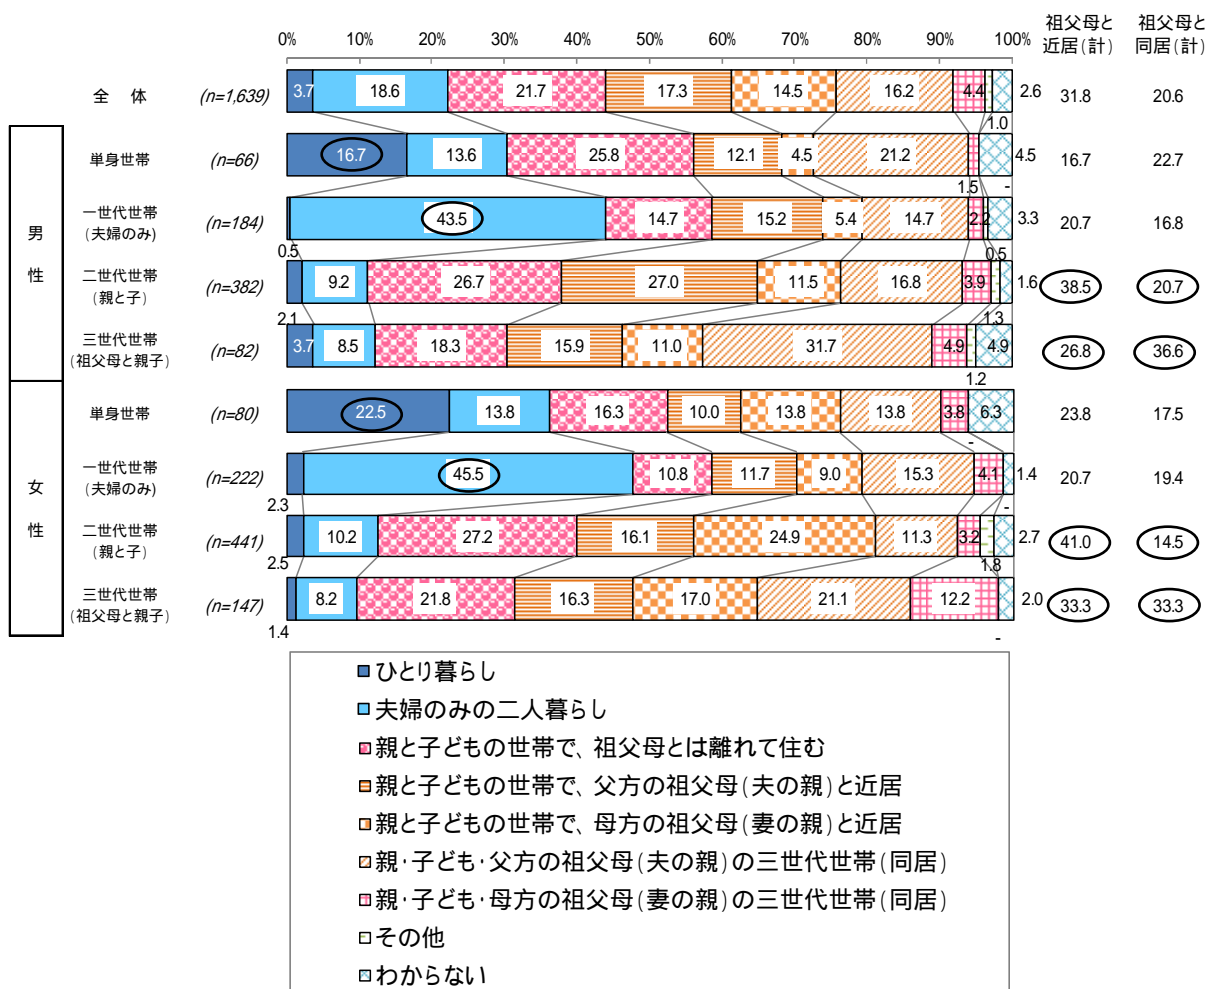 祖父母と 祖父母と
近居(計) 同居(計)
0% 10% 20% 30% 40% 50% 60% 70% 80% 90% 100%
全 体 (n=1,639) 3.7 18.6 21.7 17.3 14.5 16.2 4.4 1.0 2.6 31.8 20.6
男性
単身世帯 (n=66) 16.7 13.6 25.8 12.1 4.5 21.2 1.5 - 4.5 16.7 22.7
一世代世帯
(夫婦のみ) (n=184) 0.5 43.5 14.7 15.2 5.4 14.7 2.2 0.5 3.3 20.7 16.8
二世代世帯
(親と子) (n=382) 2.1 9.2 26.7 27.0 11.5 16.8 3.9 1.3 1.6 38.5 20.7
三世代世帯
(祖父母と親子) (n=82) 3.7 8.5 18.3 15.9 11.0 31.7 4.9 1.2 4.9 26.8 36.6
女性
単身世帯 (n=80) 22.5 13.8 16.3 10.0 13.8 13.8 3.8 - 6.3 23.8 17.5
一世代世帯
(夫婦のみ) (n=222) 2.3 45.5 10.8 11.7 9.0 15.3 4.1 - 1.4 20.7 19.4
二世代世帯
(親と子) (n=441) 2.5 10.2 27.2 16.1 24.9 11.3 3.2 1.8 2.7 41.0 14.5
三世代世帯
(祖父母と親子) (n=147) 1.4 8.2 21.8 16.3 17.0 21.1 12.2 - 2.0 33.3 33.3
ひとり暮らし
夫婦のみの二人暮らし
親と子どもの世帯で、祖父母とは離れて住む
親と子どもの世帯で、父方の祖父母(夫の親)と近居
親と子どもの世帯で、母方の祖父母(妻の親)と近居
親・子ども・父方の祖父母(夫の親)の三世代世帯(同居)
親・子ども・母方の祖父母(妻の親)の三世代世帯(同居)
その他
わからない